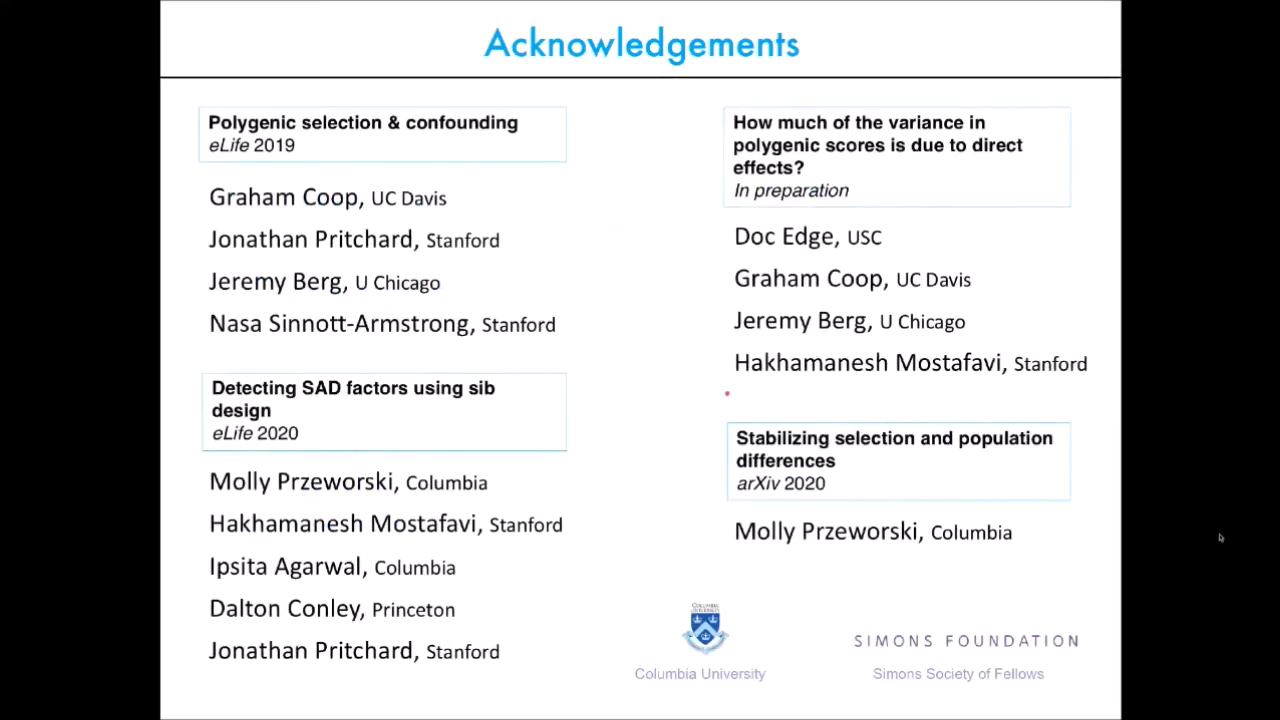 Acknowledgements
Polygenic selection & confounding
eLife 2019
Graham Coop, UC Davis
Jonathan Pritchard, Stanford
Jeremy Berg, U Chicago
Nasa Sinnott-Armstrong, Stanford
Detecting SAD factors using sib
design
eLife 2020
Molly Przeworski, Columbia
Hakhamanesh Mostafavi, Stanford
Ipsita Agarwal, Columbia
Dalton Conley, Princeton
Jonathan Pritchard, Stanford
How much of the variance in
polygenic scores is due to direct
effects?
In preparation
Doc Edge, USC
Graham Coop, UC Davis
Jeremy Berg, U Chicago
Hakhamanesh Mostafavi, Stanford
Stabilizing selection and population
differences
arXiv 2020
Molly Przeworski, Columbia
COLUMBIA
UNIVERSITY
Columbia University
SIMONS FOUNDATION
Simons Society of Fellows